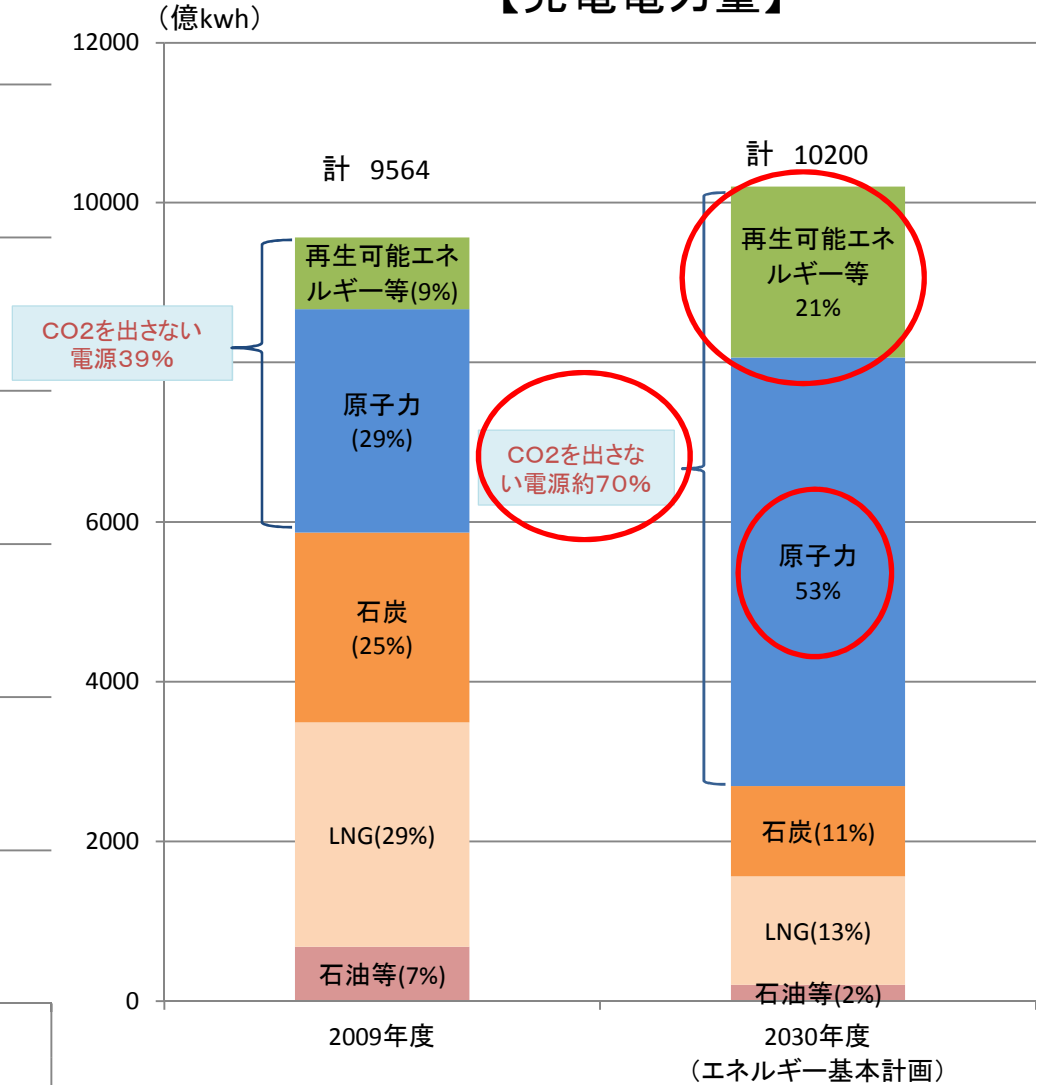 【発電電力量】
（億kwh）
12000
10000
6000
4000
2000
0
計 9564
再生可能エネ
ルギー等(9%)
原子力
(29%)
石炭
(25%)
LNG(29%)
石油等(7%)
CO2を出さない
電源39%
計 10200
再生可能エネ
ルギー等
21%
原子力
53%
石炭(11%)
LNG(13%)
石油等(2%)
CO2を出さな
い電源約70%
2009年度
2030年度
（エネルギー基本計画）